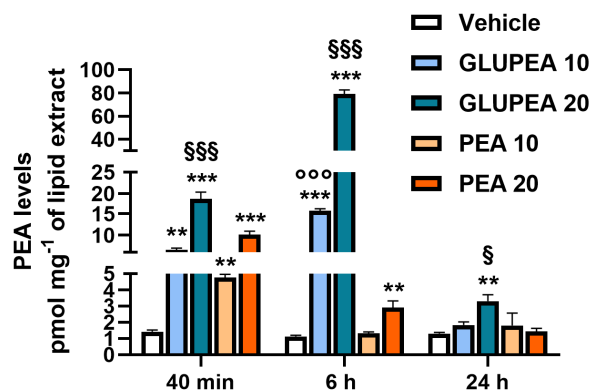 Vehicle
GLUPEA 10
GLUPEA 20
PEA 10
PEA 20
PEA levels
pmol mg⁻¹ of lipid extract
100
80
60
40
25
20
15
10
5
4
3
2
1
0
**
§§§
***
**
***
°°°
***
§§§
***
**
§
**
40 min
6 h
24 h